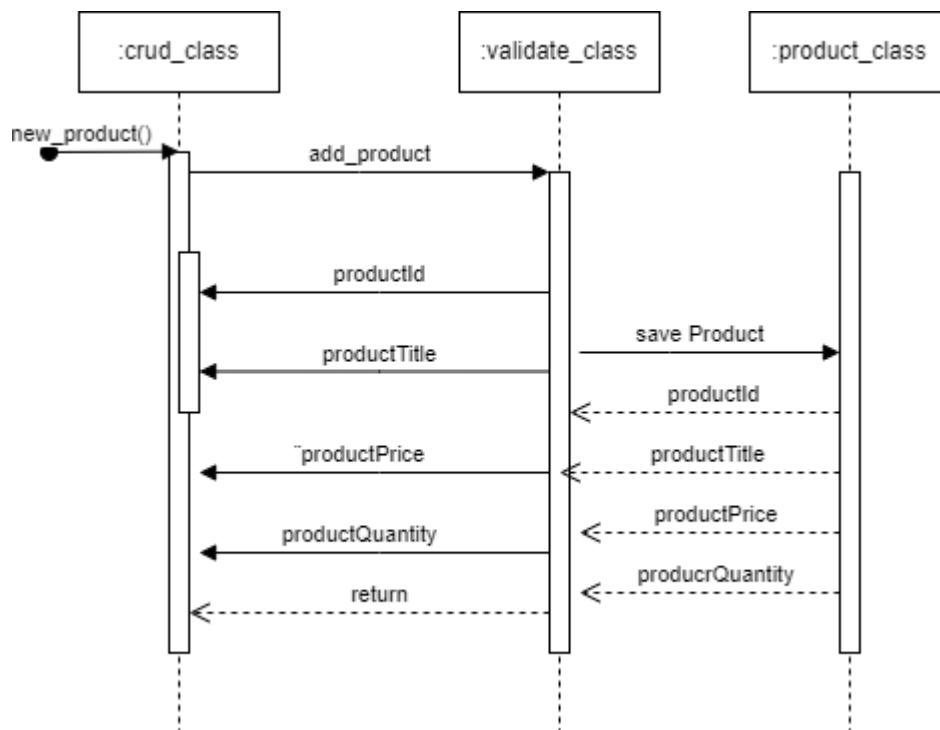 :crud_class
:validate_class
:product_class
new_product()
add_product
productId
save Product
productTitle
productId
¨productPrice
productTitle
productPrice
productQuantity
producrQuantity
return